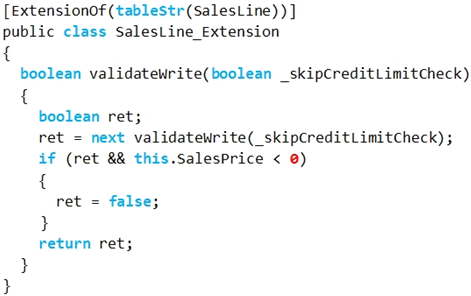 [ExtensionOf(tableStr(SalesLine))]
public class SalesLine_Extension
{
boolean validateWrite(boolean _skipCreditLimitCheck)
{
boolean ret;
ret = next validateWrite(_skipCreditLimitCheck);
if (ret && this.SalesPrice < 0)
{
ret = false;
}
return ret;
}
}